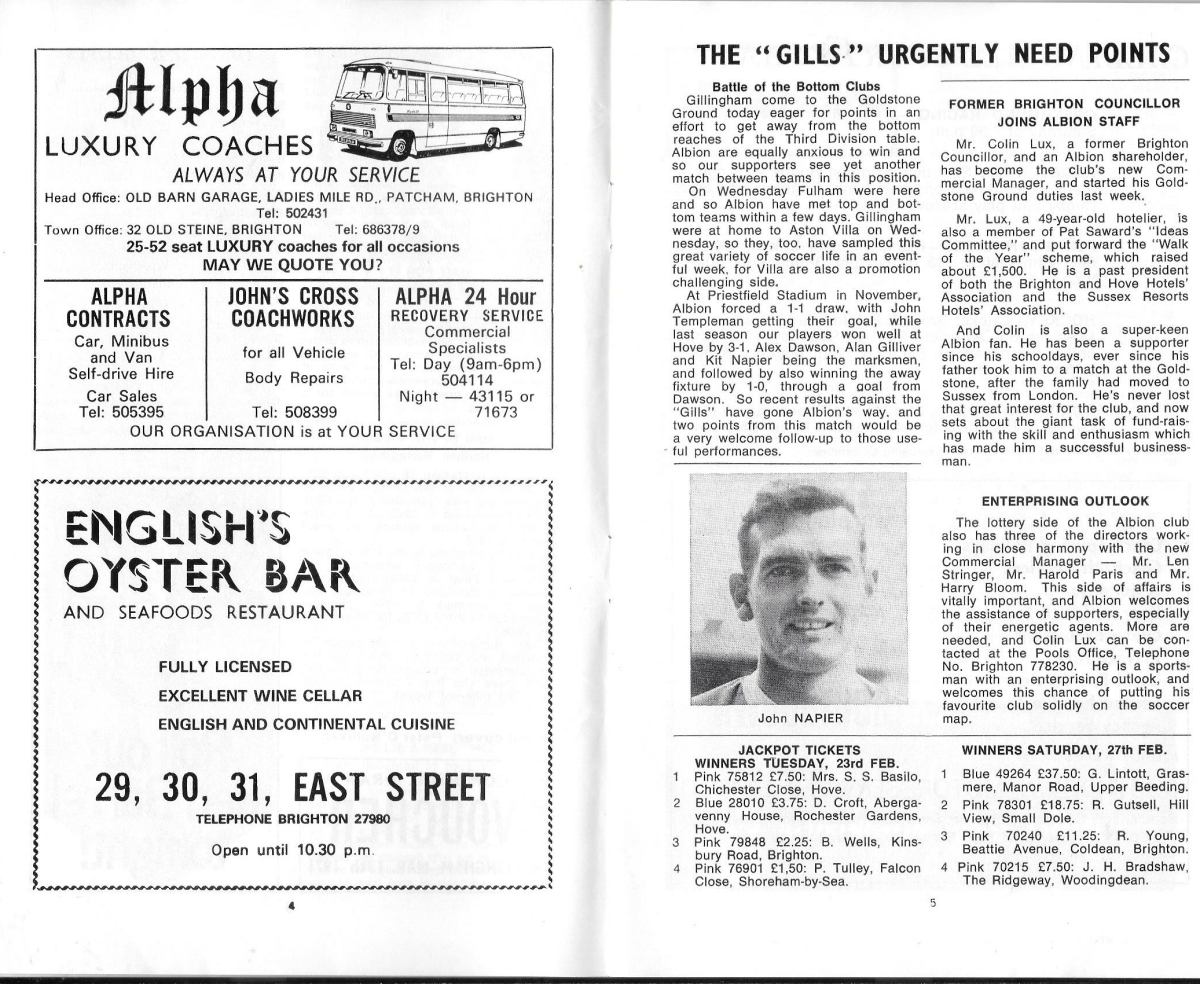 Alpha
LUXURY COACHES
ALWAYS AT YOUR SERVICE
Head Office: OLD BARN GARAGE, LADIES MILE RD., PATCHAM, BRIGHTON
Tel: 502431
Town Office: 32 OLD STEINE, BRIGHTON Tel: 686378/9
25-52 seat LUXURY coaches for all occasions
MAY WE QUOTE YOU?
ALPHA
CONTRACTS
Car, Minibus
and Van
Self-drive Hire
Car Sales
Tel: 505395
JOHN'S CROSS
COACHWORKS
for all Vehicle
Body Repairs
Tel: 508399
ALPHA 24 Hour
RECOVERY SERVICE
Commercial
Specialists
Tel: Day (9am-6pm)
504114
Night — 43115 or
71673
OUR ORGANISATION is at YOUR SERVICE
ENGLISH'S
OYSTER BAR
AND SEAFOODS RESTAURANT
FULLY LICENSED
EXCELLENT WINE CELLAR
ENGLISH AND CONTINENTAL CUISINE
29, 30, 31, EAST STREET
TELEPHONE BRIGHTON 27980
Open until 10.30 p.m.
4
THE "GILLS" URGENTLY NEED POINTS
Battle of the Bottom Clubs
Gillingham come to the Goldstone
Ground today eager for points in an
effort to get away from the bottom
reaches of the Third Division table.
Albion are equally anxious to win and
so our supporters see yet another
match between teams in this position.
On Wednesday Fulham were here
and so Albion have met top and bot-
tom teams within a few days. Gillingham
were at home to Aston Villa on Wed-
nesday, so they, too, have sampled this
great variety of soccer life in an event-
ful week, for Villa are also a promotion
challenging side.
At Priestfield Stadium in November,
Albion forced a 1-1 draw, with John
Templeman getting their goal, while
last season our players won well at
Hove by 3-1, Alex Dawson, Alan Gilliver
and Kit Napier being the marksmen,
and followed by also winning the away
fixture by 1-0, through a goal from
Dawson. So recent results against the
"Gills" have gone Albion's way, and
two points from this match would be
a very welcome follow-up to those use-
ful performances.
John NAPIER
FORMER BRIGHTON COUNCILLOR
JOINS ALBION STAFF
Mr. Colin Lux, a former Brighton
Councillor, and an Albion shareholder,
has become the club's new Com-
mercial Manager, and started his Gold-
stone Ground duties last week.
Mr. Lux, a 49-year-old hotelier, is
also a member of Pat Saward's "Ideas
Committee," and put forward the "Walk
of the Year" scheme, which raised
about £1,500. He is a past president
of both the Brighton and Hove Hotels'
Association and the Sussex Resorts
Hotels' Association.
And Colin is also a super-keen
Albion fan. He has been a supporter
since his schooldays, ever since his
father took him to a match at the Gold-
stone, after the family had moved to
Sussex from London. He's never lost
that great interest for the club, and now
sets about the giant task of fund-rais-
ing with the skill and enthusiasm which
has made him a successful business-
man.
ENTERPRISING OUTLOOK
The lottery side of the Albion club
also has three of the directors work-
ing in close harmony with the new
Commercial Manager — Mr. Len
Stringer, Mr. Harold Paris and Mr.
Harry Bloom. This side of affairs is
vitally important, and Albion welcomes
the assistance of supporters, especially
of their energetic agents. More are
needed, and Colin Lux can be con-
tacted at the Pools Office, Telephone
No. Brighton 778230. He is a sports-
man with an enterprising outlook, and
welcomes this chance of putting his
favourite club solidly on the soccer
map.
JACKPOT TICKETS
WINNERS TUESDAY, 23rd FEB.
1 Pink 75812 £7.50: Mrs. S. S. Basilo,
Chichester Close, Hove.
2 Blue 28010 £3.75: D. Croft, Aberga-
venny House, Rochester Gardens,
Hove.
3 Pink 79848 £2.25: B. Wells, Kins-
bury Road, Brighton.
4 Pink 76901 £1,50: P. Tulley, Falcon
Close, Shoreham-by-Sea.
WINNERS SATURDAY, 27th FEB.
1 Blue 49264 £37.50: G. Lintott, Gras-
mere, Manor Road, Upper Beeding.
2 Pink 78301 £18.75: R. Gutsell, Hill
View, Small Dole.
3 Pink 70240 £11.25: R. Young,
Beattie Avenue, Coldean, Brighton.
4 Pink 70215 £7.50: J. H. Bradshaw,
The Ridgeway, Woodingdean.
5